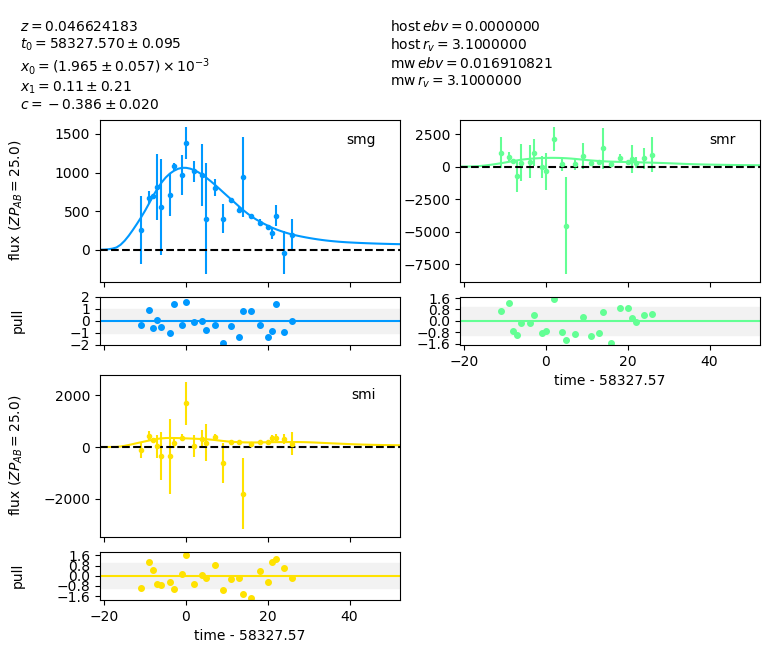 z = 0.046624183
t₀ = 58327.570 ± 0.095
x₀ = (1.965 ± 0.057) × 10⁻³
x₁ = 0.11 ± 0.21
c = −0.386 ± 0.020
host ebv = 0.0000000
host r_v = 3.1000000
mw ebv = 0.016910821
mw r_v = 3.1000000
smg
flux (ZP_AB = 25.0)
1500
1000
500
0
pull
2
1
0
−1
−2
smr
2500
0
−2500
−5000
−7500
1.6
0.8
0.0
−0.8
−1.6
−20
0
20
40
time - 58327.57
smi
flux (ZP_AB = 25.0)
2000
0
−2000
pull
1.6
0.8
0.0
−0.8
−1.6
−20
0
20
40
time - 58327.57